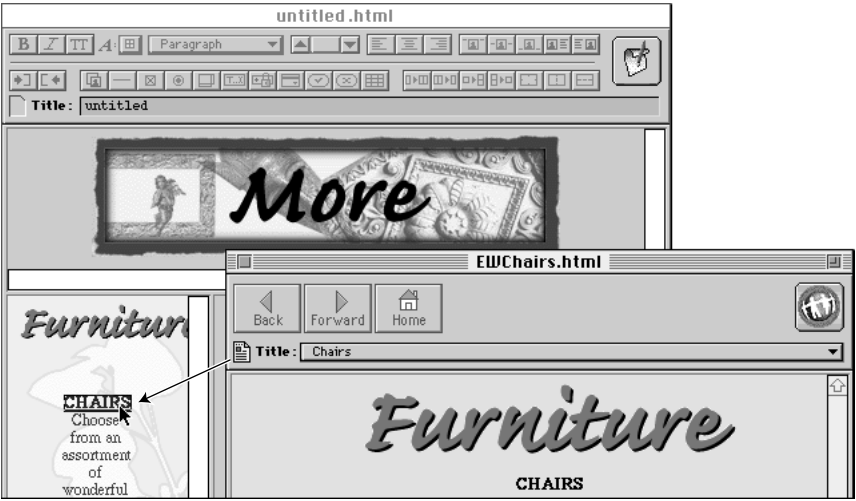 untitled.html
B I TT A: Paragraph
Title: untitled
More
EWChairs.html
Back Forward Home
Title: Chairs
Furniture
CHAIRS
Furniture
CHAIRS
Choose
from an
assortment
of
wonderful